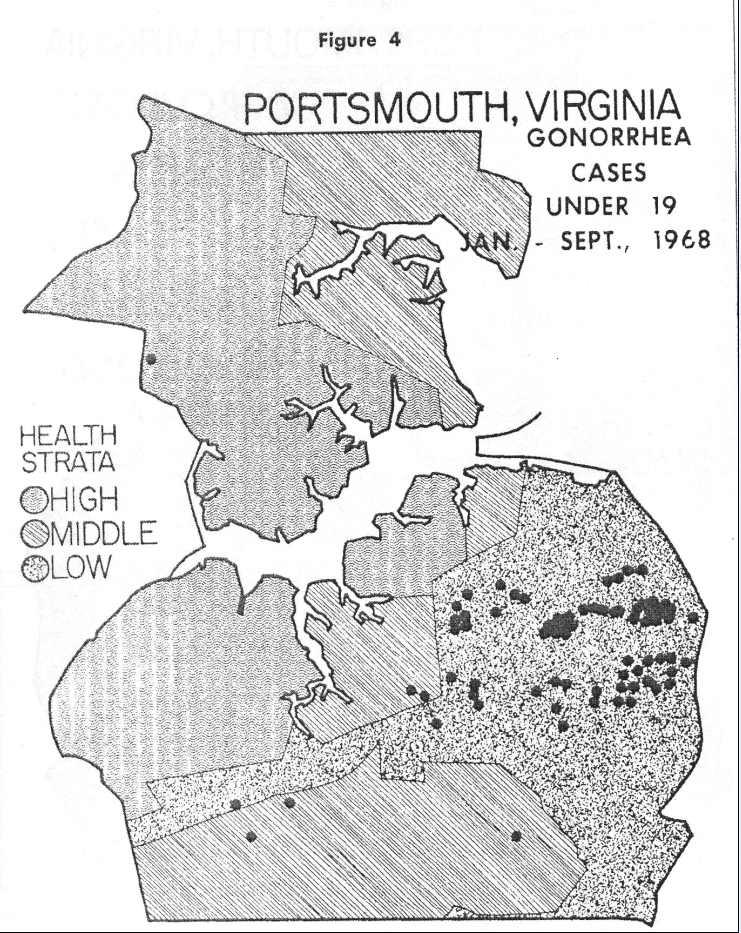 Figure 4
PORTSMOUTH, VIRGINIA
GONORRHEA
CASES
UNDER 19
JAN. - SEPT., 1968
HEALTH
STRATA
HIGH
MIDDLE
LOW